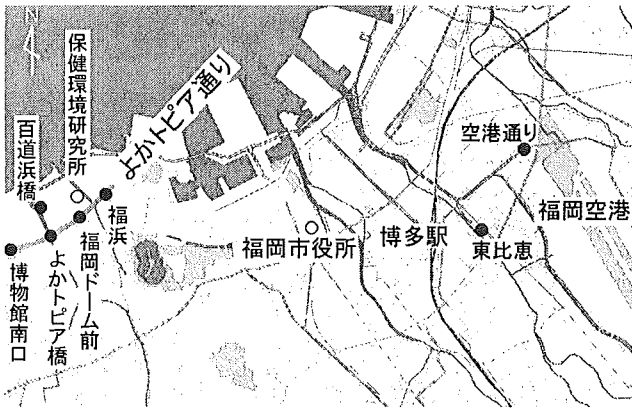 N
保健環境研究所
百道浜橋
よかトピア通り
福浜
福岡ドーム前
よかトピア橋
博物館南口
福岡市役所
博多駅
空港通り
福岡空港
東比恵